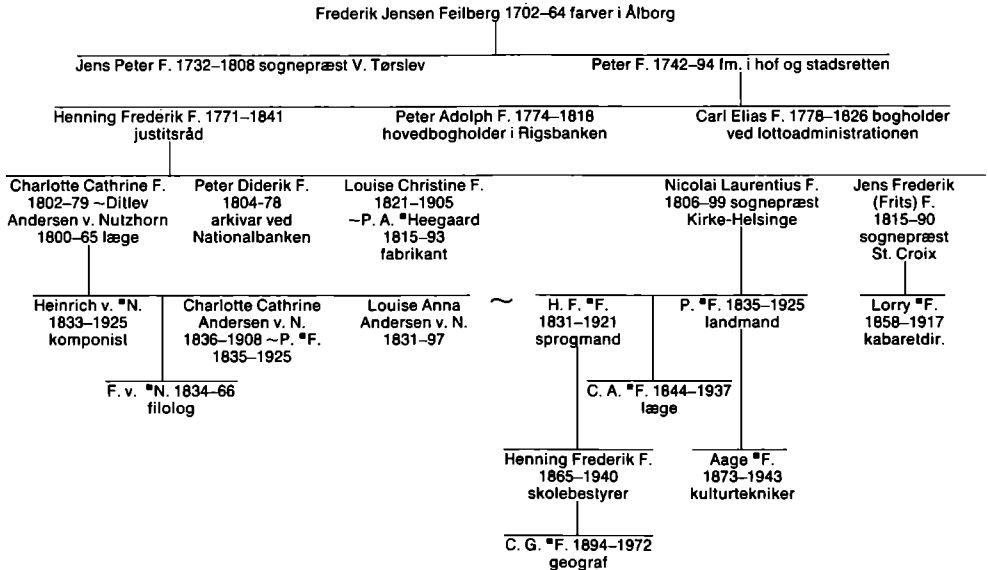 Frederik Jensen Feilberg 1702–64 farver i Ålborg
Jens Peter F. 1732–1808 sognepræst V. Tørslev
Peter F. 1742–94 fm. i hof og stadsretten
Henning Frederik F. 1771–1841
justitsråd
Peter Adolph F. 1774–1818
hovedbogholder i Rigsbanken
Carl Elias F. 1778–1826 bogholder
ved lottoadministrationen
Charlotte Cathrine F.
1802–79 ~Ditlev
Andersen v. Nutzhorn
1800–65 læge
Peter Diderik F.
1804-78
arkivar ved
Nationalbanken
Louise Christine F.
1821–1905
~P. A. ■Heegaard
1815–93
fabrikant
Nicolai Laurentius F.
1806–99 sognepræst
Kirke-Helsinge
Jens Frederik
(Frits) F.
1815–90
sognepræst
St. Croix
Heinrich v. ■N.
1833–1925
komponist
Charlotte Cathrine
Andersen v. N.
1836–1908 ~P. ■F.
1835–1925
Louise Anna
Andersen v. N.
1831–97
~
H. F. ■F.
1831–1921
sprogmand
P. ■F. 1835–1925
landmand
Lorry ■F.
1858–1917
kabaretdir.
F. v. ■N. 1834–66
filolog
C. A. ■F. 1844–1937
læge
Henning Frederik F.
1865–1940
skolebestyrer
Aage ■F.
1873–1943
kulturtekniker
C. G. ■F. 1894–1972
geograf